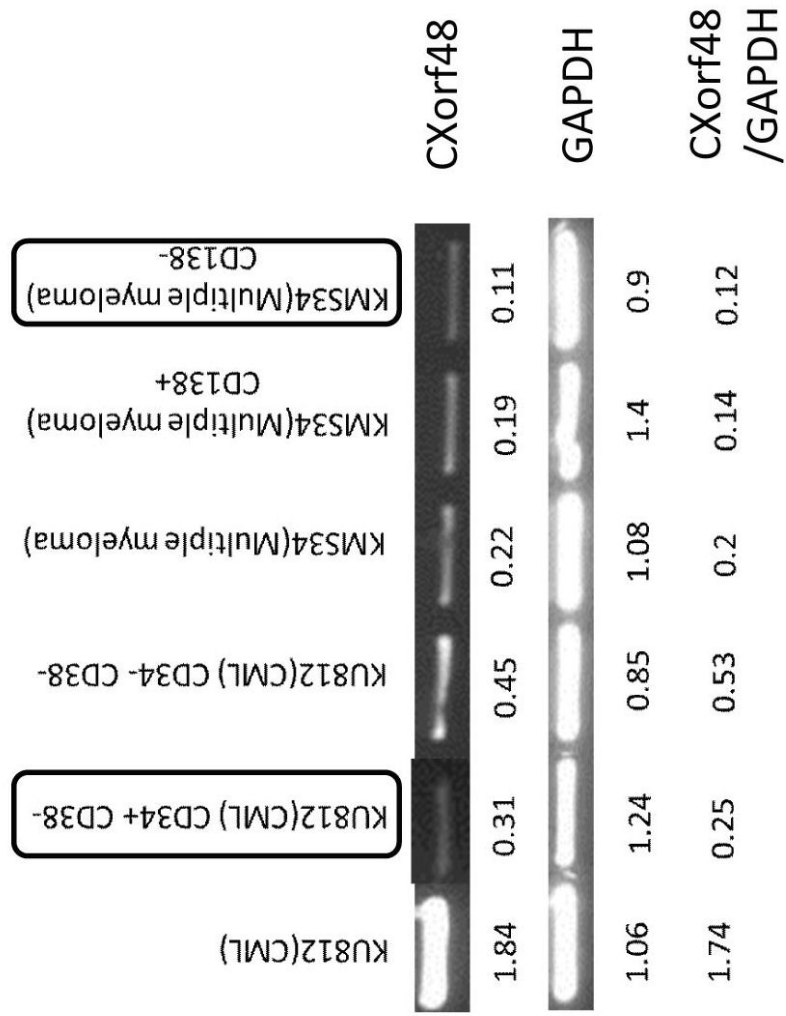 KU812(CML)
KU812(CML) CD34+ CD38-
KU812(CML) CD34- CD38-
KMS34(Multiple myeloma)
KMS34(Multiple myeloma)
CD138+
KMS34(Multiple myeloma)
CD138-
CXorf48
1.84 0.31 0.45 0.22 0.19 0.11
GAPDH
1.06 1.24 0.85 1.08 1.4 0.9
CXorf48
/GAPDH
1.74 0.25 0.53 0.2 0.14 0.12